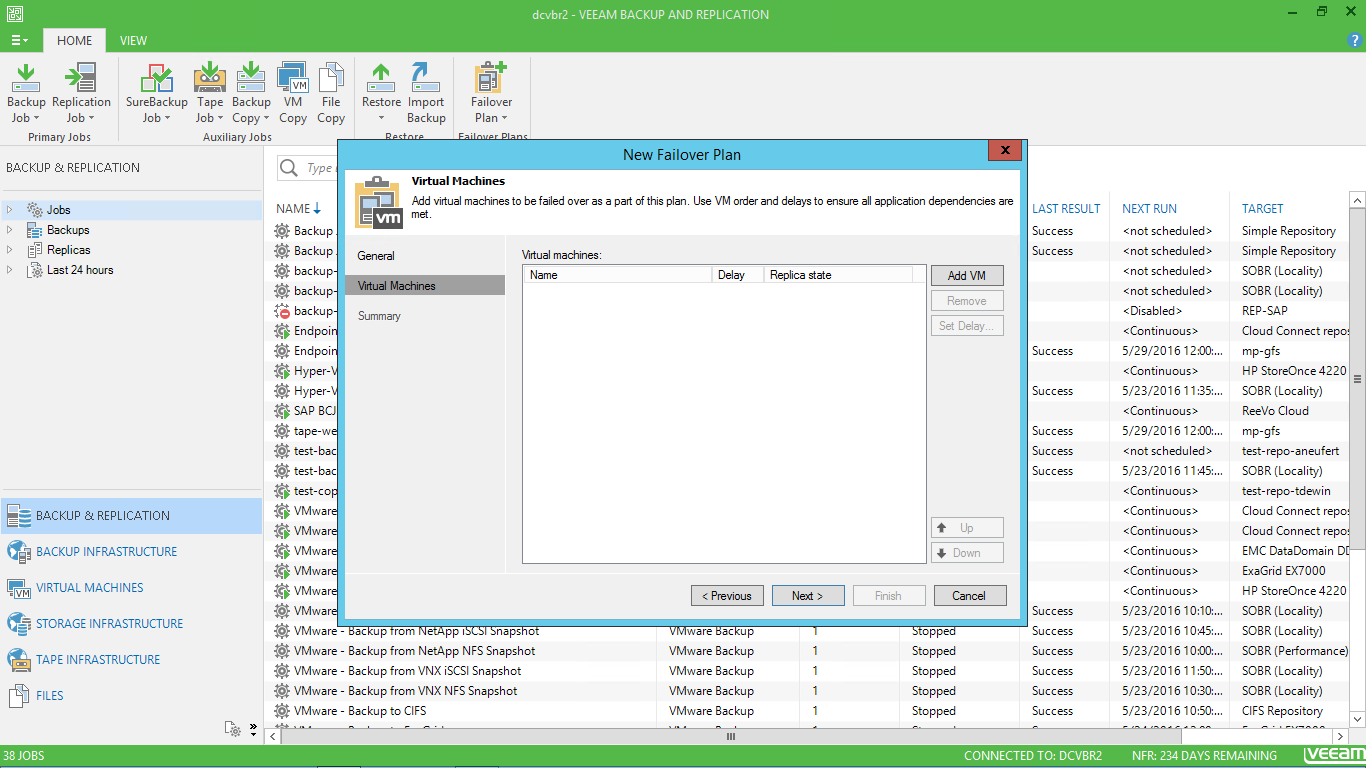 dcvbr2 - VEEAM BACKUP AND REPLICATION
HOME VIEW
Backup Job
Replication Job
SureBackup Job
Tape Job
Backup Copy
VM Copy
File Copy
Restore
Import Backup
Failover Plan
Primary Jobs
Auxiliary Jobs
Restore
Failover Plans
BACKUP & REPLICATION
Jobs
Backups
Replicas
Last 24 hours
BACKUP & REPLICATION
BACKUP INFRASTRUCTURE
VIRTUAL MACHINES
STORAGE INFRASTRUCTURE
TAPE INFRASTRUCTURE
FILES
Type
New Failover Plan
x
Virtual Machines
Add virtual machines to be failed over as a part of this plan. Use VM order and delays to ensure all application dependencies are
met.
vm
General
Virtual Machines
Summary
Virtual machines:
Name Delay Replica state
Add VM
Remove
Set Delay...
Up
Down
< Previous Next > Finish Cancel
NAME LAST RESULT NEXT RUN TARGET
Backup Success <not scheduled> Simple Repository
Backup Success <not scheduled> Simple Repository
backup- <not scheduled> SOBR (Locality)
backup- <not scheduled> SOBR (Locality)
backup- <Disabled> REP-SAP
Endpoin <Continuous> Cloud Connect repos
Endpoin Success 5/29/2016 12:00:... mp-gfs
Hyper-V <Continuous> HP StoreOnce 4220
Hyper-V Success 5/23/2016 11:35:... SOBR (Locality)
SAP BCJ <Continuous> ReeVo Cloud
tape-we Success 5/29/2016 12:00:... mp-gfs
test-bac Success <not scheduled> test-repo-aneufert
test-bac Success 5/23/2016 11:45:... SOBR (Locality)
test-cop <Continuous> test-repo-tdewin
VMware <Continuous> Cloud Connect repos
VMware <Continuous> Cloud Connect repos
VMware <Continuous> EMC DataDomain DD
VMware <Continuous> ExaGrid EX7000
VMware <Continuous> HP StoreOnce 4220
VMware Success 5/23/2016 10:10:... SOBR (Locality)
VMware - Backup from NetApp iSCSI Snapshot VMware Backup 1 Stopped Success 5/23/2016 10:45:... SOBR (Locality)
VMware - Backup from NetApp NFS Snapshot VMware Backup 1 Stopped Success 5/23/2016 10:00:... SOBR (Performance)
VMware - Backup from VNX iSCSI Snapshot VMware Backup 1 Stopped Success 5/23/2016 11:50:... SOBR (Locality)
VMware - Backup from VNX NFS Snapshot VMware Backup 1 Stopped Success 5/23/2016 10:30:... SOBR (Locality)
VMware - Backup to CIFS VMware Backup 1 Stopped Success 5/23/2016 10:50:... CIFS Repository
38 JOBS
CONNECTED TO: DCVBR2 NFR: 234 DAYS REMAINING veeam